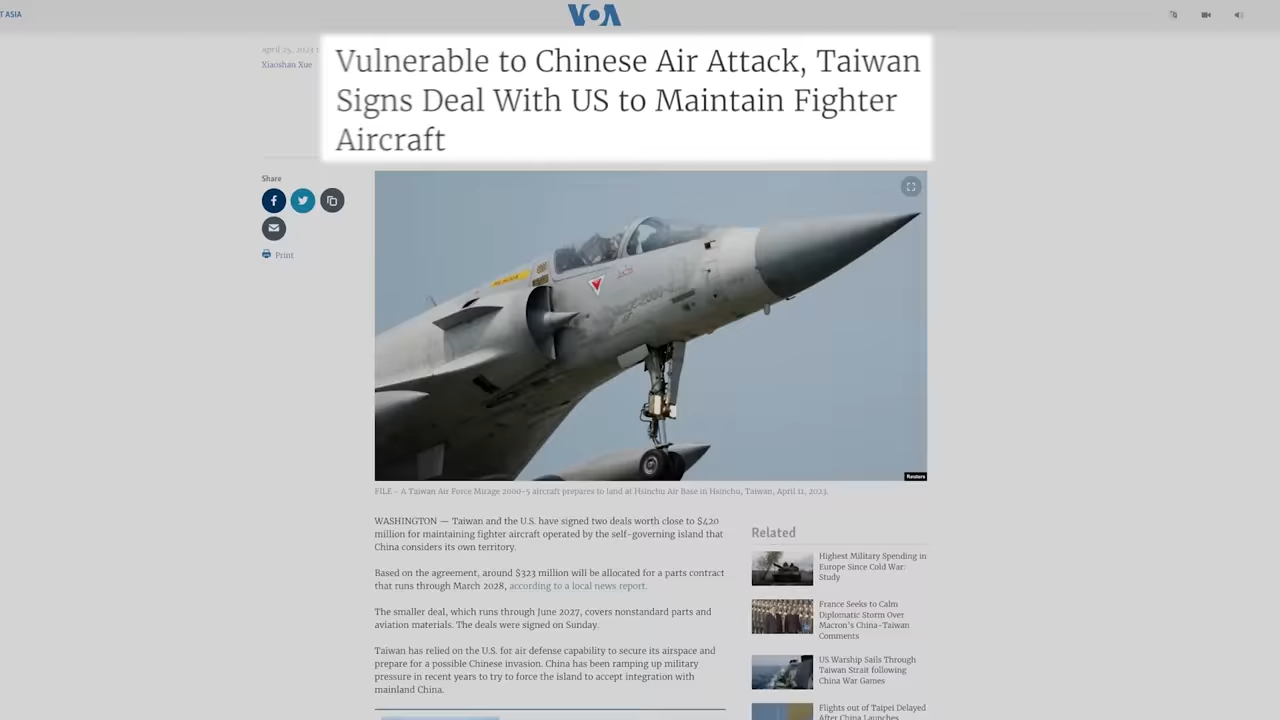 T ASIA
VOA
april 25, 2023
Xiaoshan Xue
Vulnerable to Chinese Air Attack, Taiwan
Signs Deal With US to Maintain Fighter
Aircraft
Share
Print
Reuters
FILE - A Taiwan Air Force Mirage 2000-5 aircraft prepares to land at Hsinchu Air Base in Hsinchu, Taiwan, April 11, 2023.
WASHINGTON — Taiwan and the U.S. have signed two deals worth close to $420
million for maintaining fighter aircraft operated by the self-governing island that
China considers its own territory.
Based on the agreement, around $323 million will be allocated for a parts contract
that runs through March 2028, according to a local news report.
The smaller deal, which runs through June 2027, covers nonstandard parts and
aviation materials. The deals were signed on Sunday.
Taiwan has relied on the U.S. for air defense capability to secure its airspace and
prepare for a possible Chinese invasion. China has been ramping up military
pressure in recent years to try to force the island to accept integration with
mainland China.
Related
Highest Military Spending in
Europe Since Cold War:
Study
France Seeks to Calm
Diplomatic Storm Over
Macron's China-Taiwan
Comments
US Warship Sails Through
Taiwan Strait following
China War Games
Flights out of Taipei Delayed
After China Launches